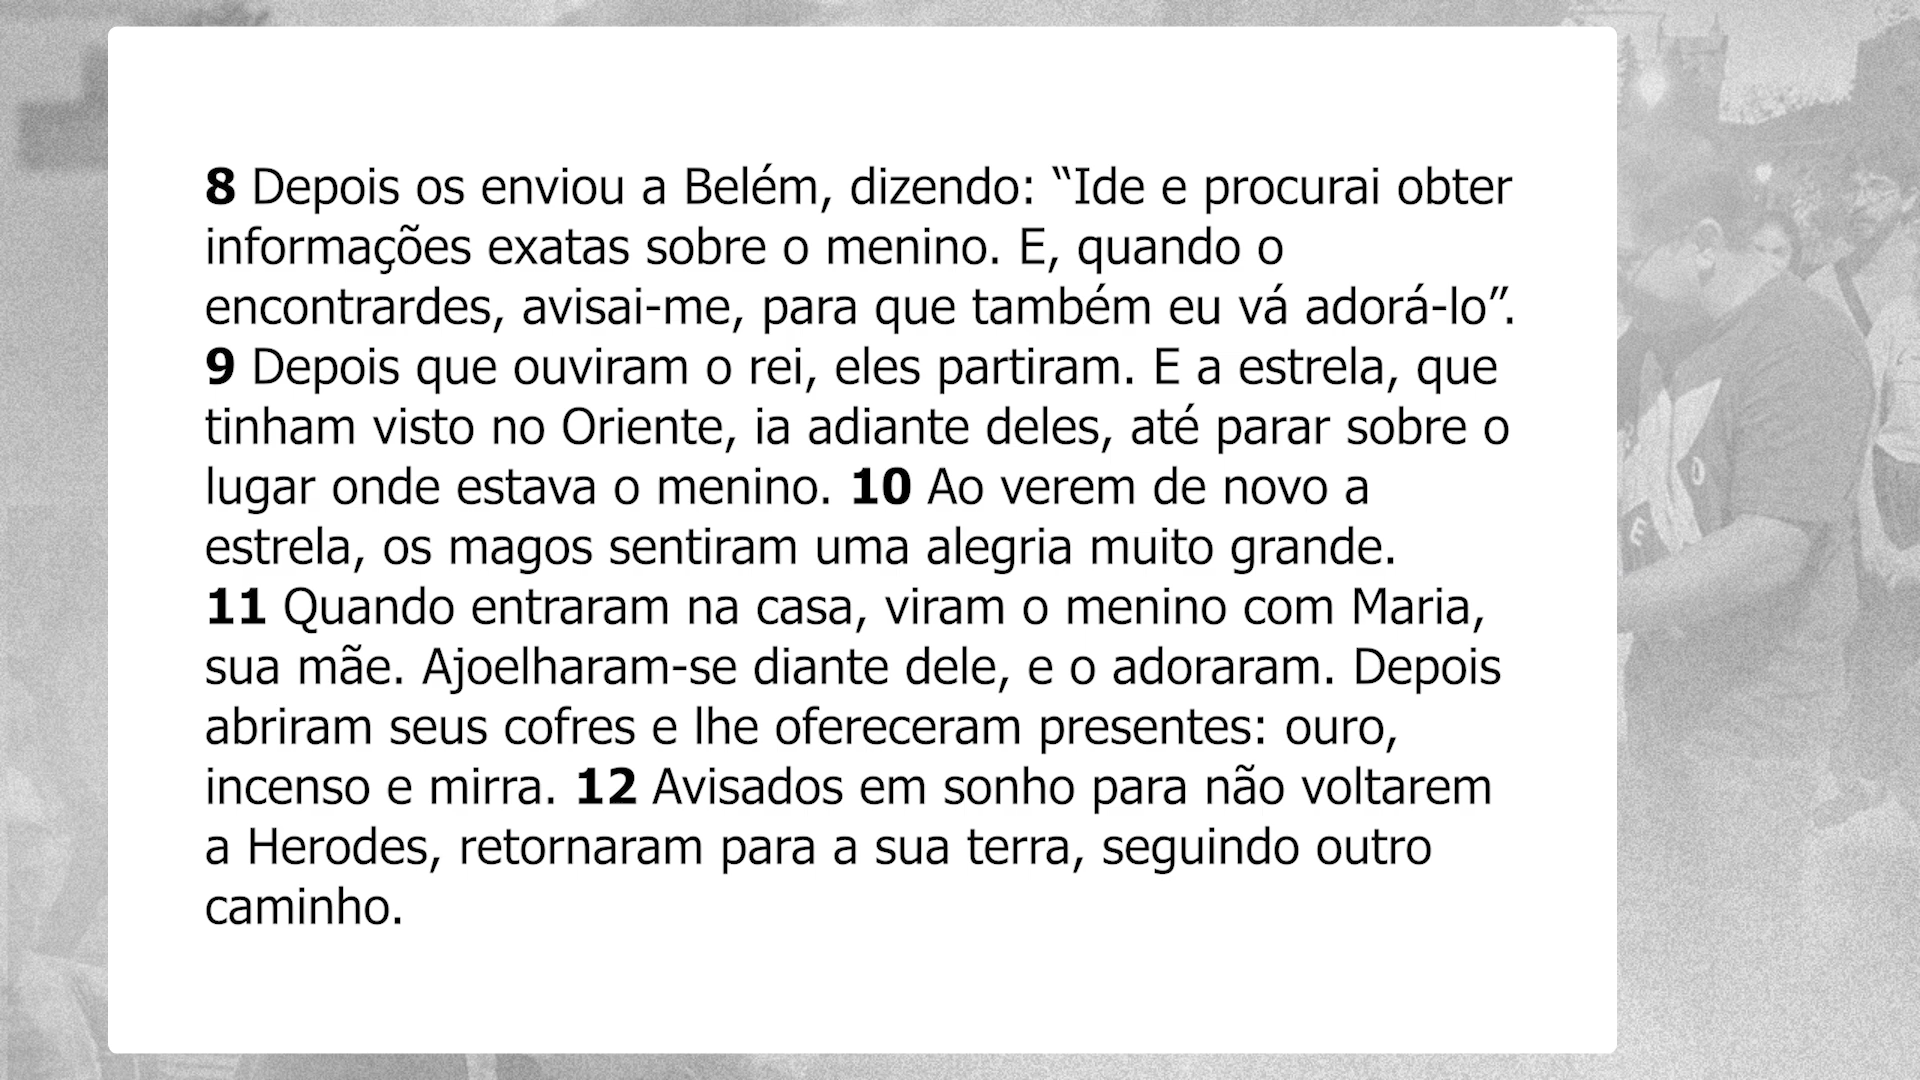 8 Depois os enviou a Belém, dizendo: “Ide e procurai obter
informações exatas sobre o menino. E, quando o
encontrardes, avisai-me, para que também eu vá adorá-lo”.
9 Depois que ouviram o rei, eles partiram. E a estrela, que
tinham visto no Oriente, ia adiante deles, até parar sobre o
lugar onde estava o menino. 10 Ao verem de novo a
estrela, os magos sentiram uma alegria muito grande.
11 Quando entraram na casa, viram o menino com Maria,
sua mãe. Ajoelharam-se diante dele, e o adoraram. Depois
abriram seus cofres e lhe ofereceram presentes: ouro,
incenso e mirra. 12 Avisados em sonho para não voltarem
a Herodes, retornaram para a sua terra, seguindo outro
caminho.